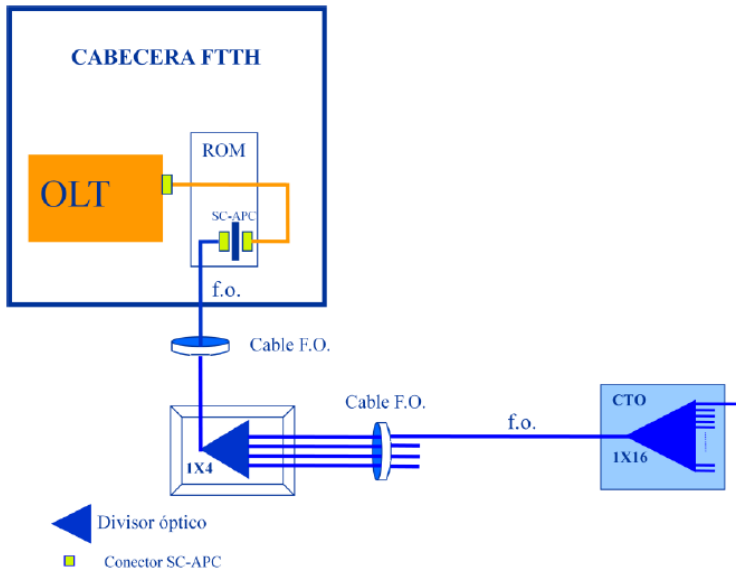 CABECERA FTTH
ROM
OLT
SC-APC
f.o.
Cable F.O.
Cable F.O.
f.o.
CTO
1X4
1X16
Divisor óptico
Conector SC-APC